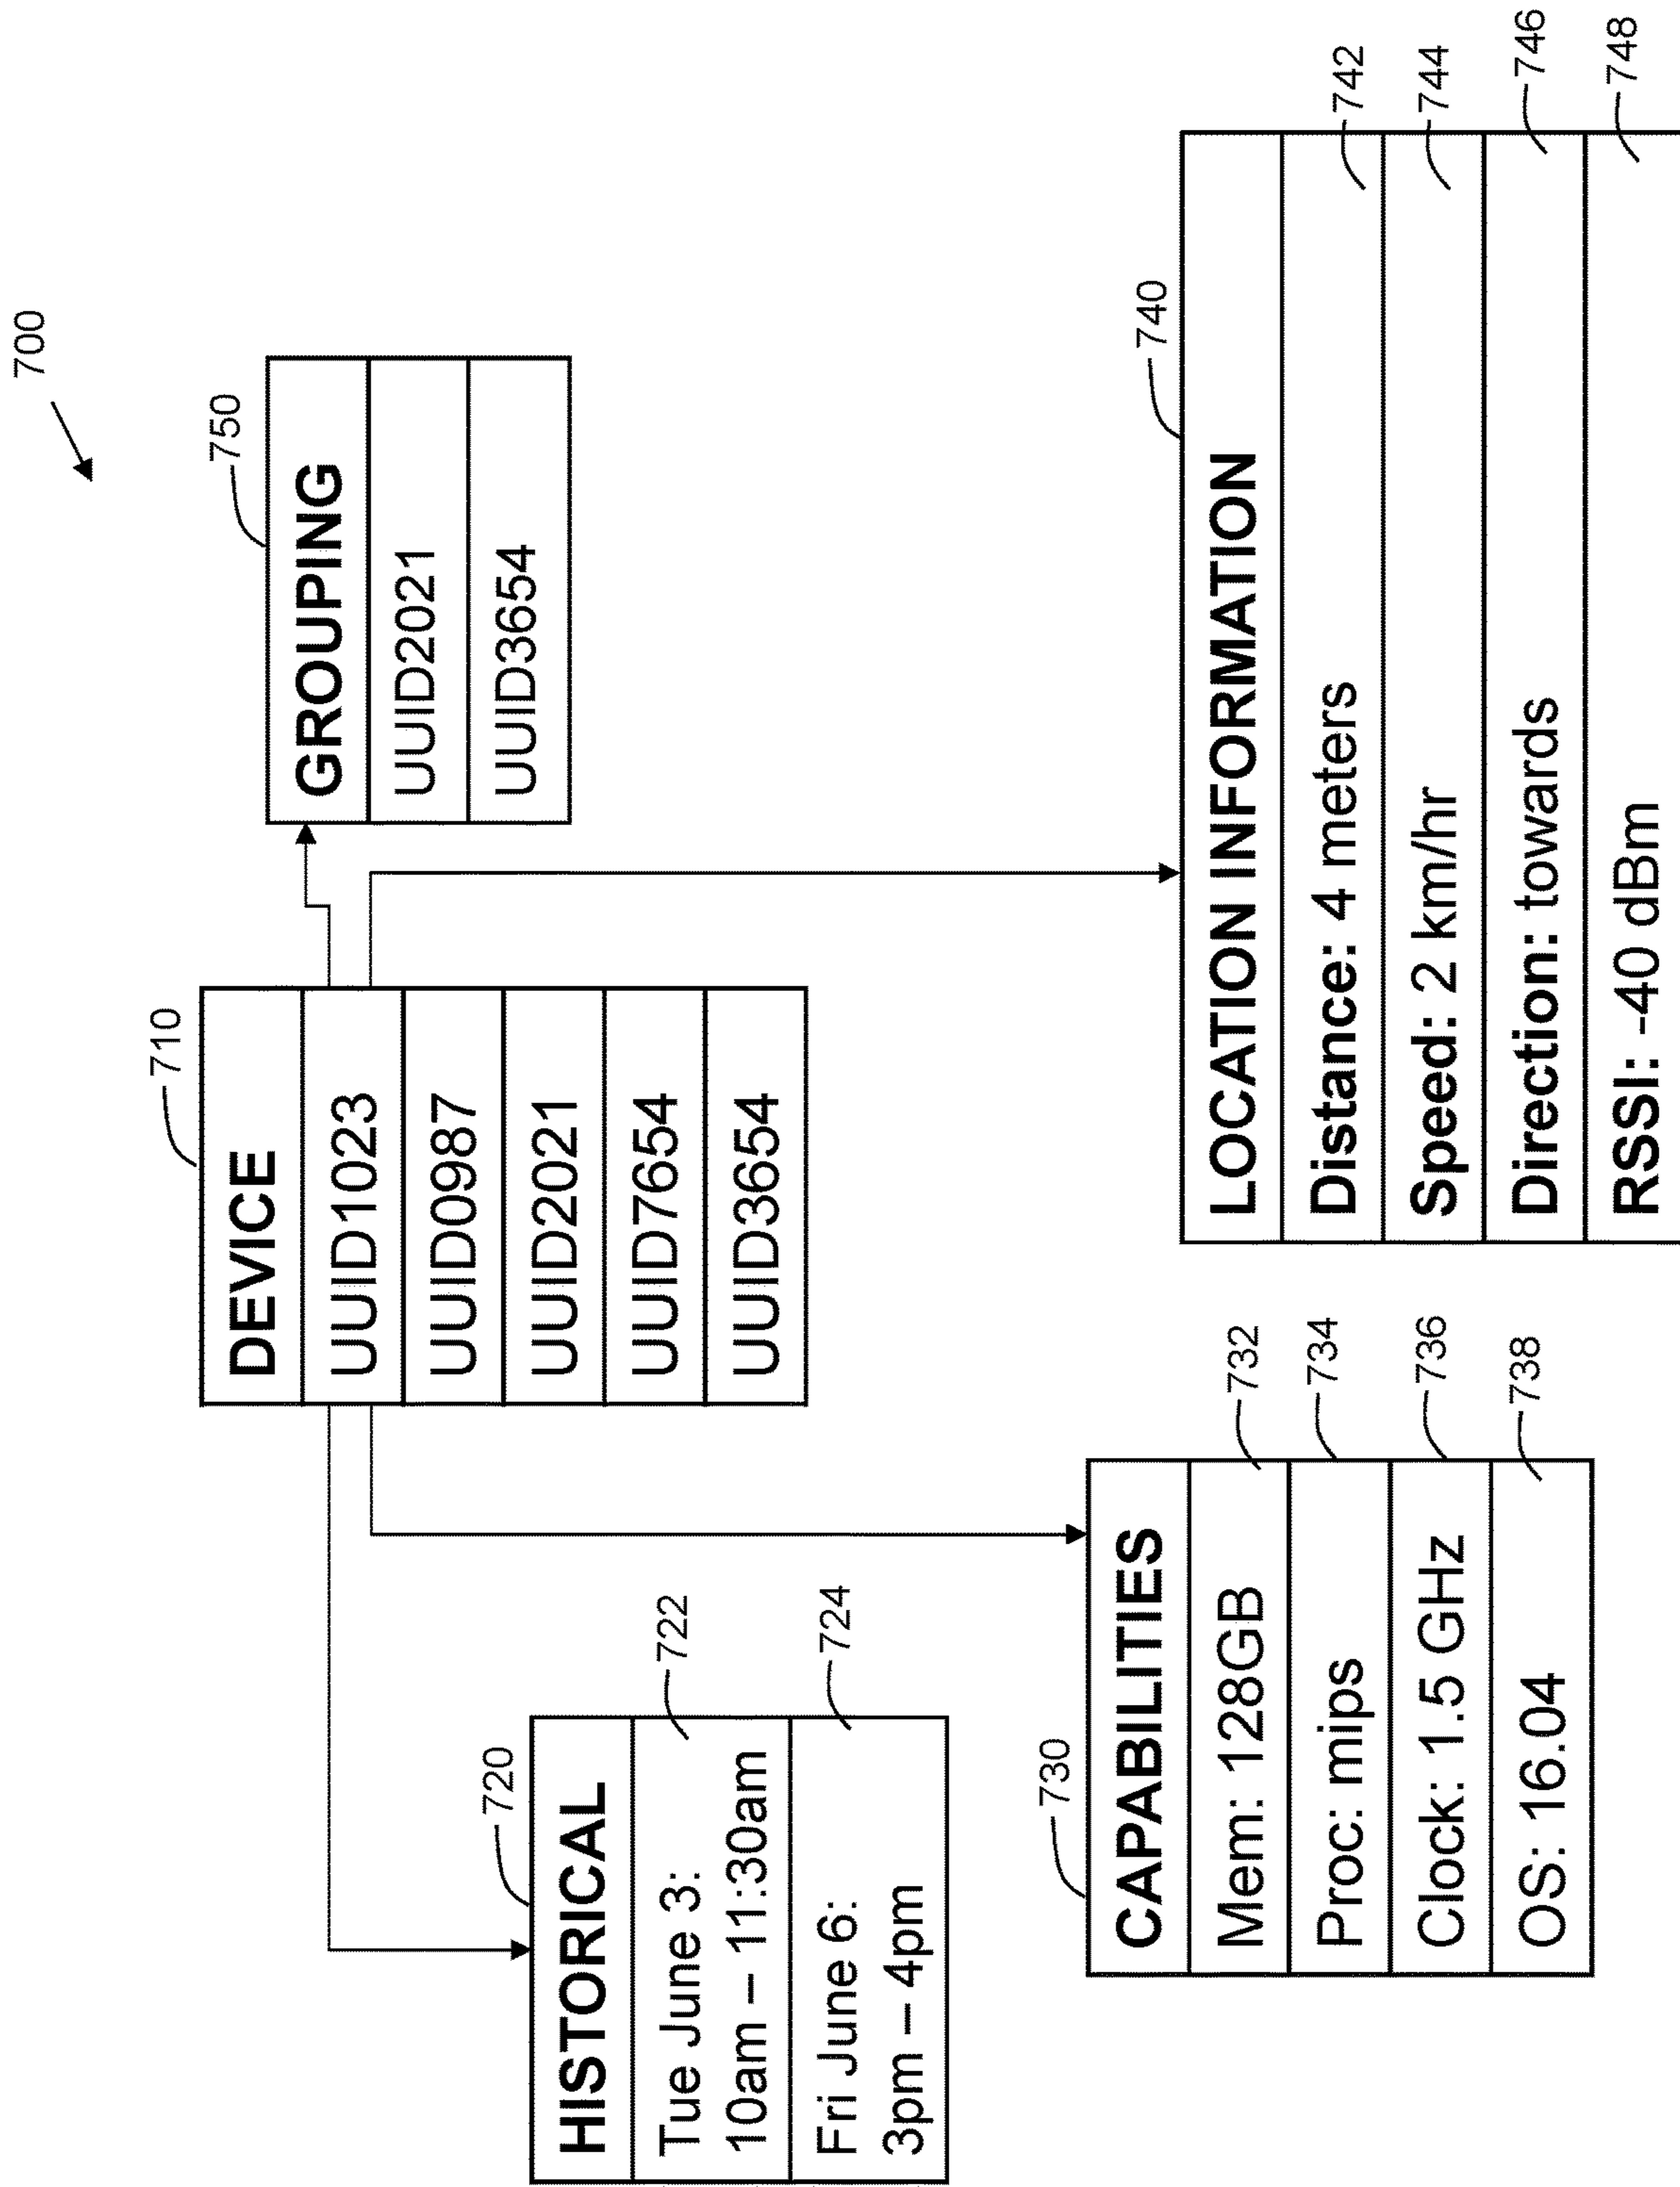 700
710
DEVICE
UUID1023
UUID0987
UUID2021
UUID7654
UUID3654
750
GROUPING
UUID2021
UUID3654
720
HISTORICAL
Tue June 3:
10am – 11:30am
722
Fri June 6:
3pm – 4pm
724
730
CAPABILITIES
Mem: 128GB
732
Proc: mips
734
Clock: 1.5 GHz
736
OS: 16.04
738
740
LOCATION INFORMATION
Distance: 4 meters
742
Speed: 2 km/hr
744
Direction: towards
746
RSSI: -40 dBm
748